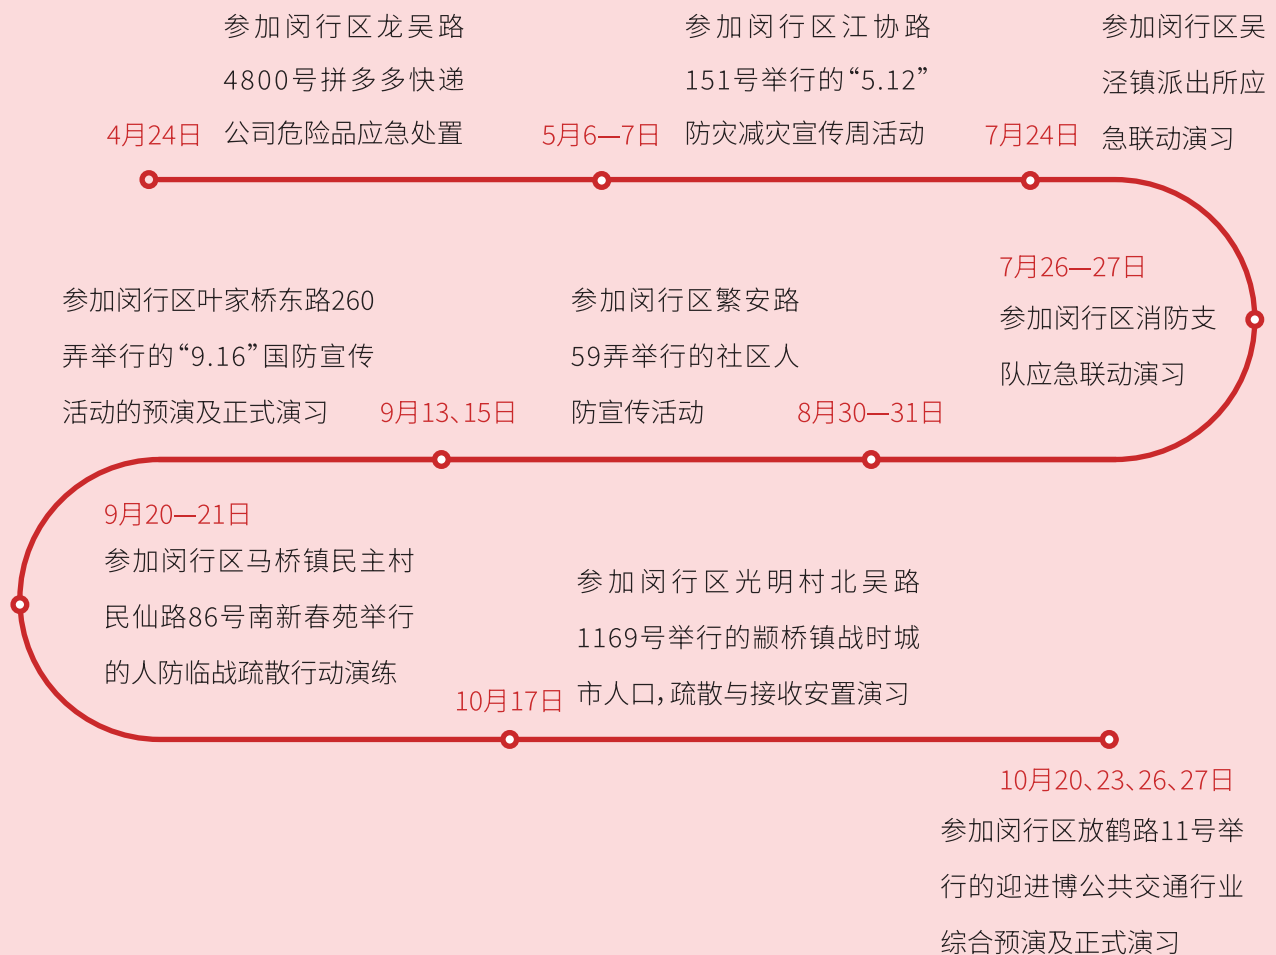 4月24日
参加闵行区龙吴路
4800号拼多多快递
公司危险品应急处置
5月6—7日
参加闵行区江协路
151号举行的“5.12”
防灾减灾宣传周活动
7月24日
参加闵行区吴
泾镇派出所应
急联动演习
7月26—27日
参加闵行区消防支
队应急联动演习
8月30—31日
参加闵行区繁安路
59弄举行的社区人
防宣传活动
9月13、15日
参加闵行区叶家桥东路260
弄举行的“9.16”国防宣传
活动的预演及正式演习
9月20—21日
参加闵行区马桥镇民主村
民仙路86号南新春苑举行
的人防临战疏散行动演练
10月17日
参加闵行区光明村北吴路
1169号举行的颛桥镇战时城
市人口,疏散与接收安置演习
10月20、23、26、27日
参加闵行区放鹤路11号举
行的迎进博公共交通行业
综合预演及正式演习